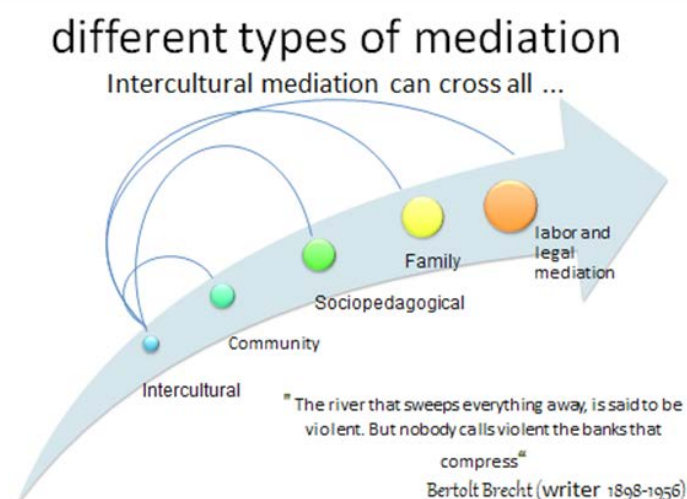 different types of mediation
Intercultural mediation can cross all ...
labor and
legal
mediation
Family
Sociopedagogical
Community
Intercultural
" The river that sweeps everything away, is said to be
violent. But nobody calls violent the banks that
compress“
Bertolt Brecht (writer 1898-1956)